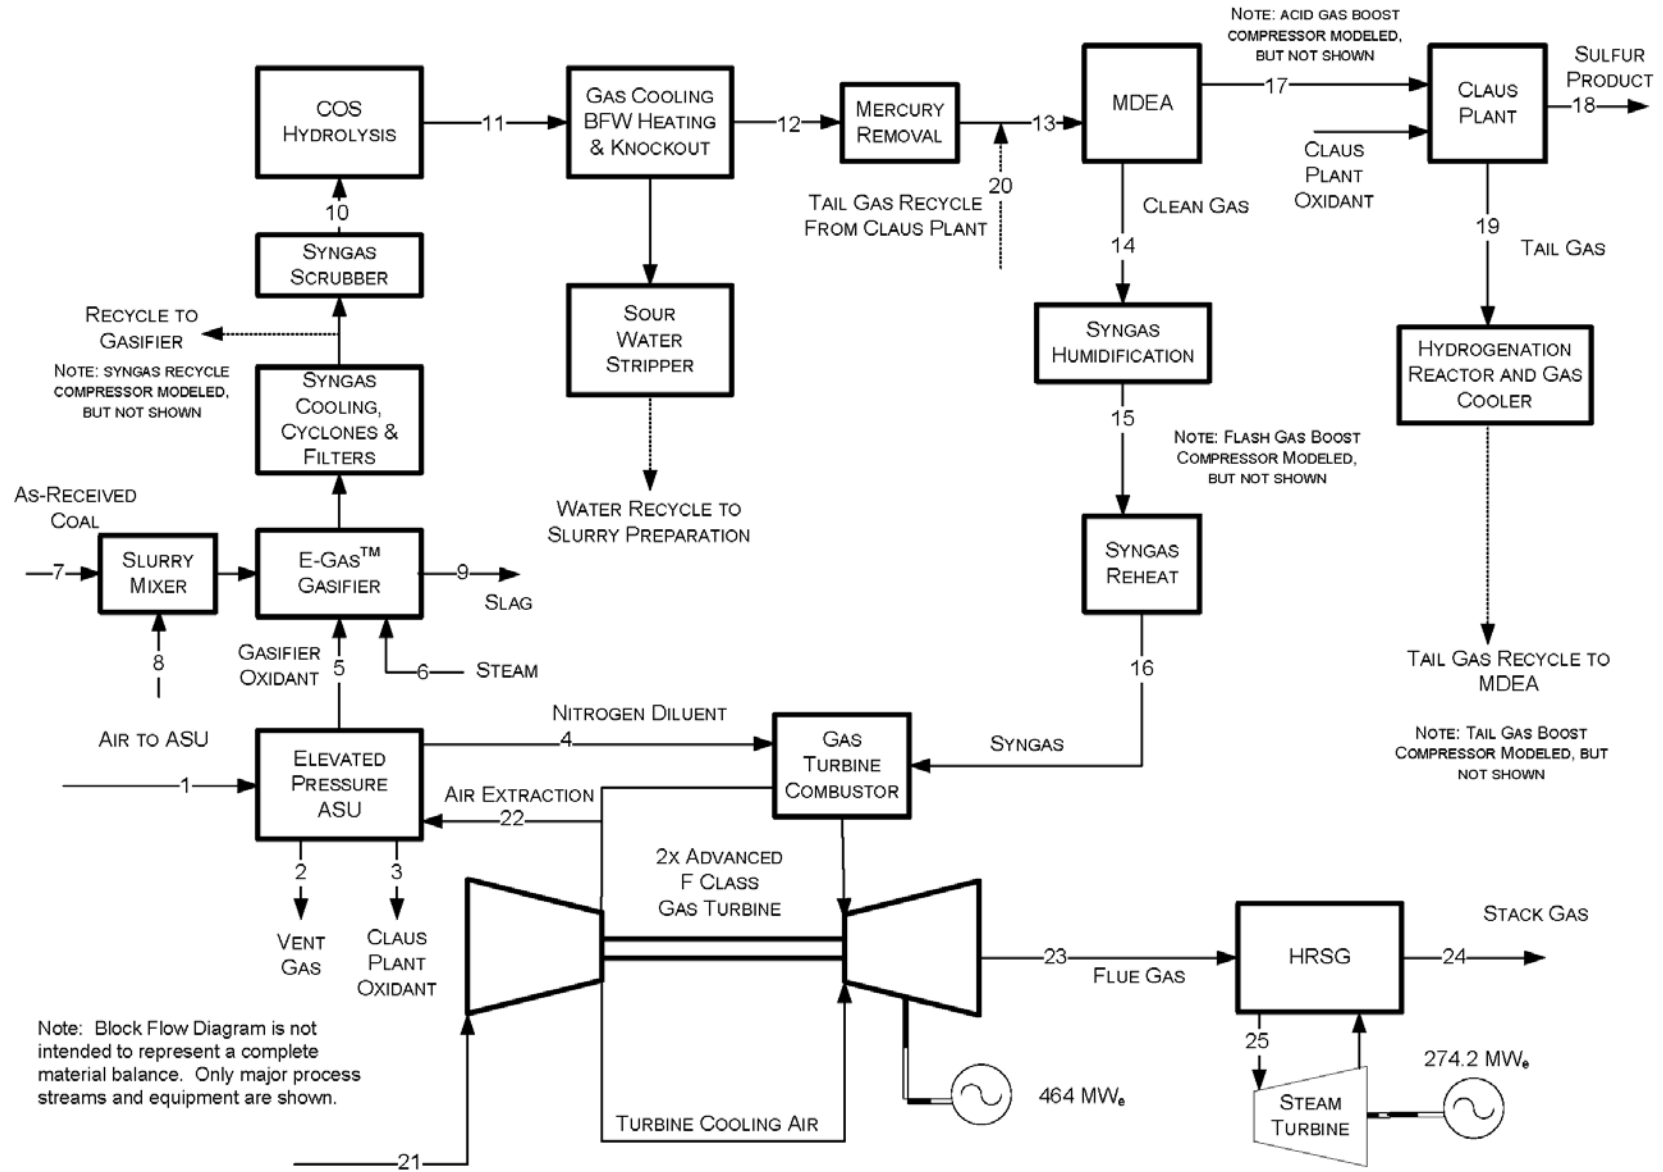 NOTE: ACID GAS BOOST
COMPRESSOR MODELED,
BUT NOT SHOWN
SULFUR
PRODUCT
COS
HYDROLYSIS
11
GAS COOLING
BFW HEATING
& KNOCKOUT
12
MERCURY
REMOVAL
13
MDEA
17
CLAUS
PLANT
18
CLAUS
PLANT
OXIDANT
10
20
TAIL GAS RECYCLE
FROM CLAUS PLANT
CLEAN GAS
14
19
TAIL GAS
SYNGAS
SCRUBBER
RECYCLE TO
GASIFIER
NOTE: SYNGAS RECYCLE
COMPRESSOR MODELED,
BUT NOT SHOWN
SOUR
WATER
STRIPPER
SYNGAS
HUMIDIFICATION
HYDROGENATION
REACTOR AND GAS
COOLER
SYNGAS
COOLING,
CYCLONES &
FILTERS
15
NOTE: FLASH GAS BOOST
COMPRESSOR MODELED,
BUT NOT SHOWN
WATER RECYCLE TO
SLURRY PREPARATION
AS-RECEIVED
COAL
7
SLURRY
MIXER
E-GAS™
GASIFIER
9
SLAG
SYNGAS
REHEAT
8
GASIFIER
OXIDANT
5
6
STEAM
16
TAIL GAS RECYCLE TO
MDEA
NOTE: TAIL GAS BOOST
COMPRESSOR MODELED, BUT
NOT SHOWN
AIR TO ASU
1
ELEVATED
PRESSURE
ASU
NITROGEN DILUENT
4
GAS
TURBINE
COMBUSTOR
SYNGAS
AIR EXTRACTION
22
2
3
VENT
GAS
CLAUS
PLANT
OXIDANT
2X ADVANCED
F CLASS
GAS TURBINE
23
FLUE GAS
HRSG
STACK GAS
24
Note: Block Flow Diagram is not
intended to represent a complete
material balance. Only major process
streams and equipment are shown.
25
464 MWe
274.2 MWe
STEAM
TURBINE
TURBINE COOLING AIR
21